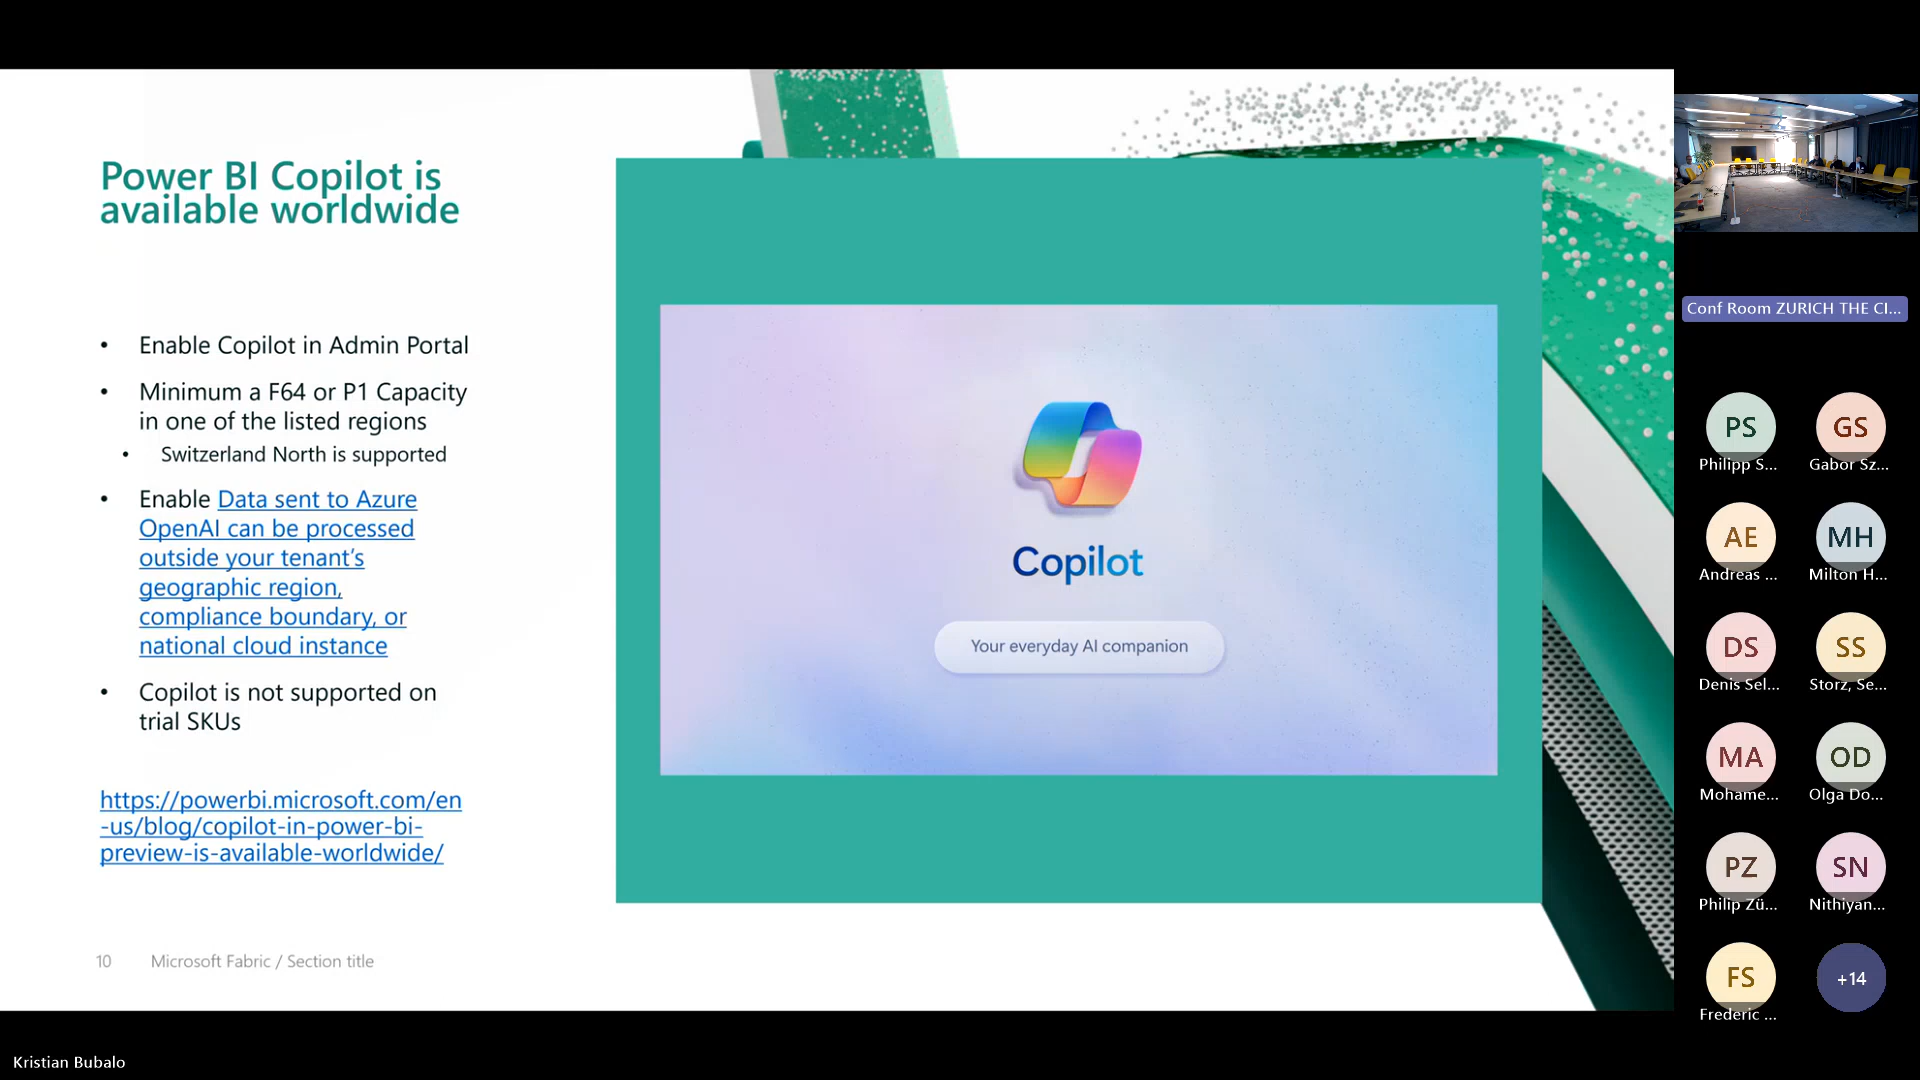 Power BI Copilot is
available worldwide
• Enable Copilot in Admin Portal
• Minimum a F64 or P1 Capacity
in one of the listed regions
• Switzerland North is supported
• Enable Data sent to Azure
OpenAI can be processed
outside your tenant’s
geographic region,
compliance boundary, or
national cloud instance
• Copilot is not supported on
trial SKUs
https://powerbi.microsoft.com/en
-us/blog/copilot-in-power-bi-
preview-is-available-worldwide/
10 Microsoft Fabric / Section title
Copilot
Your everyday AI companion
Conf Room ZURICH THE CI...
PS
Philipp S...
GS
Gabor Sz...
AE
Andreas ...
MH
Milton H...
DS
Denis Sel...
SS
Storz, Se...
MA
Mohame...
OD
Olga Do...
PZ
Philip Zü...
SN
Nithiyan...
FS
Frederic ...
+14
Kristian Bubalo